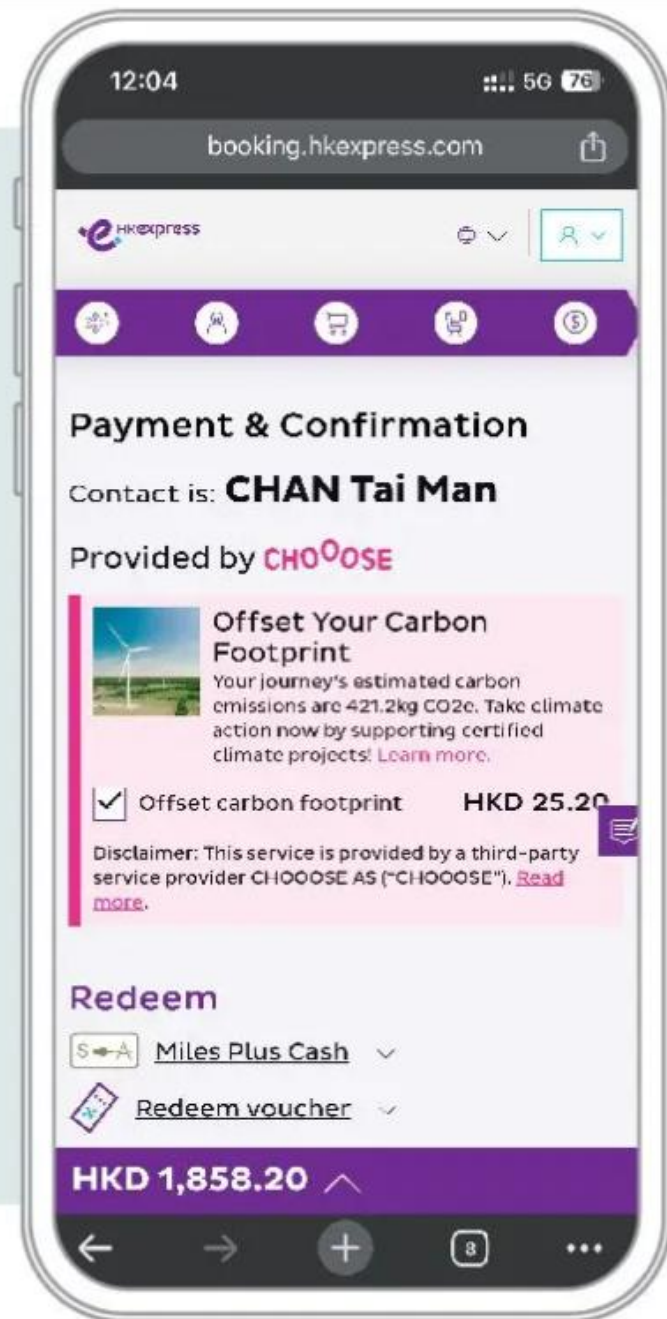 12:04 5G 76
booking.hkexpress.com
HKexpress
Payment & Confirmation
Contact is: CHAN Tai Man
Provided by CHOOOSE
Offset Your Carbon
Footprint
Your journey's estimated carbon
emissions are 421.2kg CO2e. Take climate
action now by supporting certified
climate projects! Learn more.
Offset carbon footprint HKD 25.20
Disclaimer: This service is provided by a third-party
service provider CHOOOSE AS ("CHOOOSE"). Read
more.
Redeem
S A Miles Plus Cash
Redeem voucher
HKD 1,858.20
8